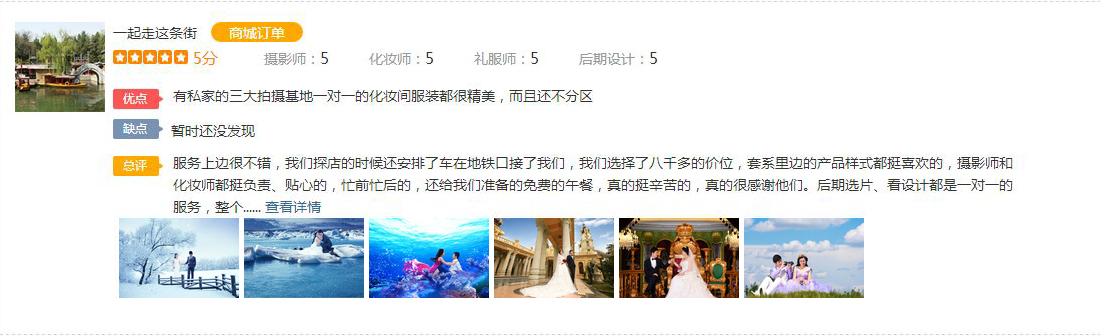 一起走这条街 商城订单
5分 摄影师：5 化妆师：5 礼服师：5 后期设计：5
优点 有私家的三大拍摄基地一对一的化妆间服装都很精美，而且还不分区
缺点 暂时还没发现
总评 服务上边很不错，我们探店的时候还安排了车在地铁口接了我们，我们选择了八千多的价位，套系里边的产品样式都挺喜欢的，摄影师和
化妆师都挺负责、贴心的，忙前忙后的，还给我们准备的免费的午餐，真的挺辛苦的，真的很感谢他们。后期选片、看设计都是一对一的
服务，整个...... 查看详情